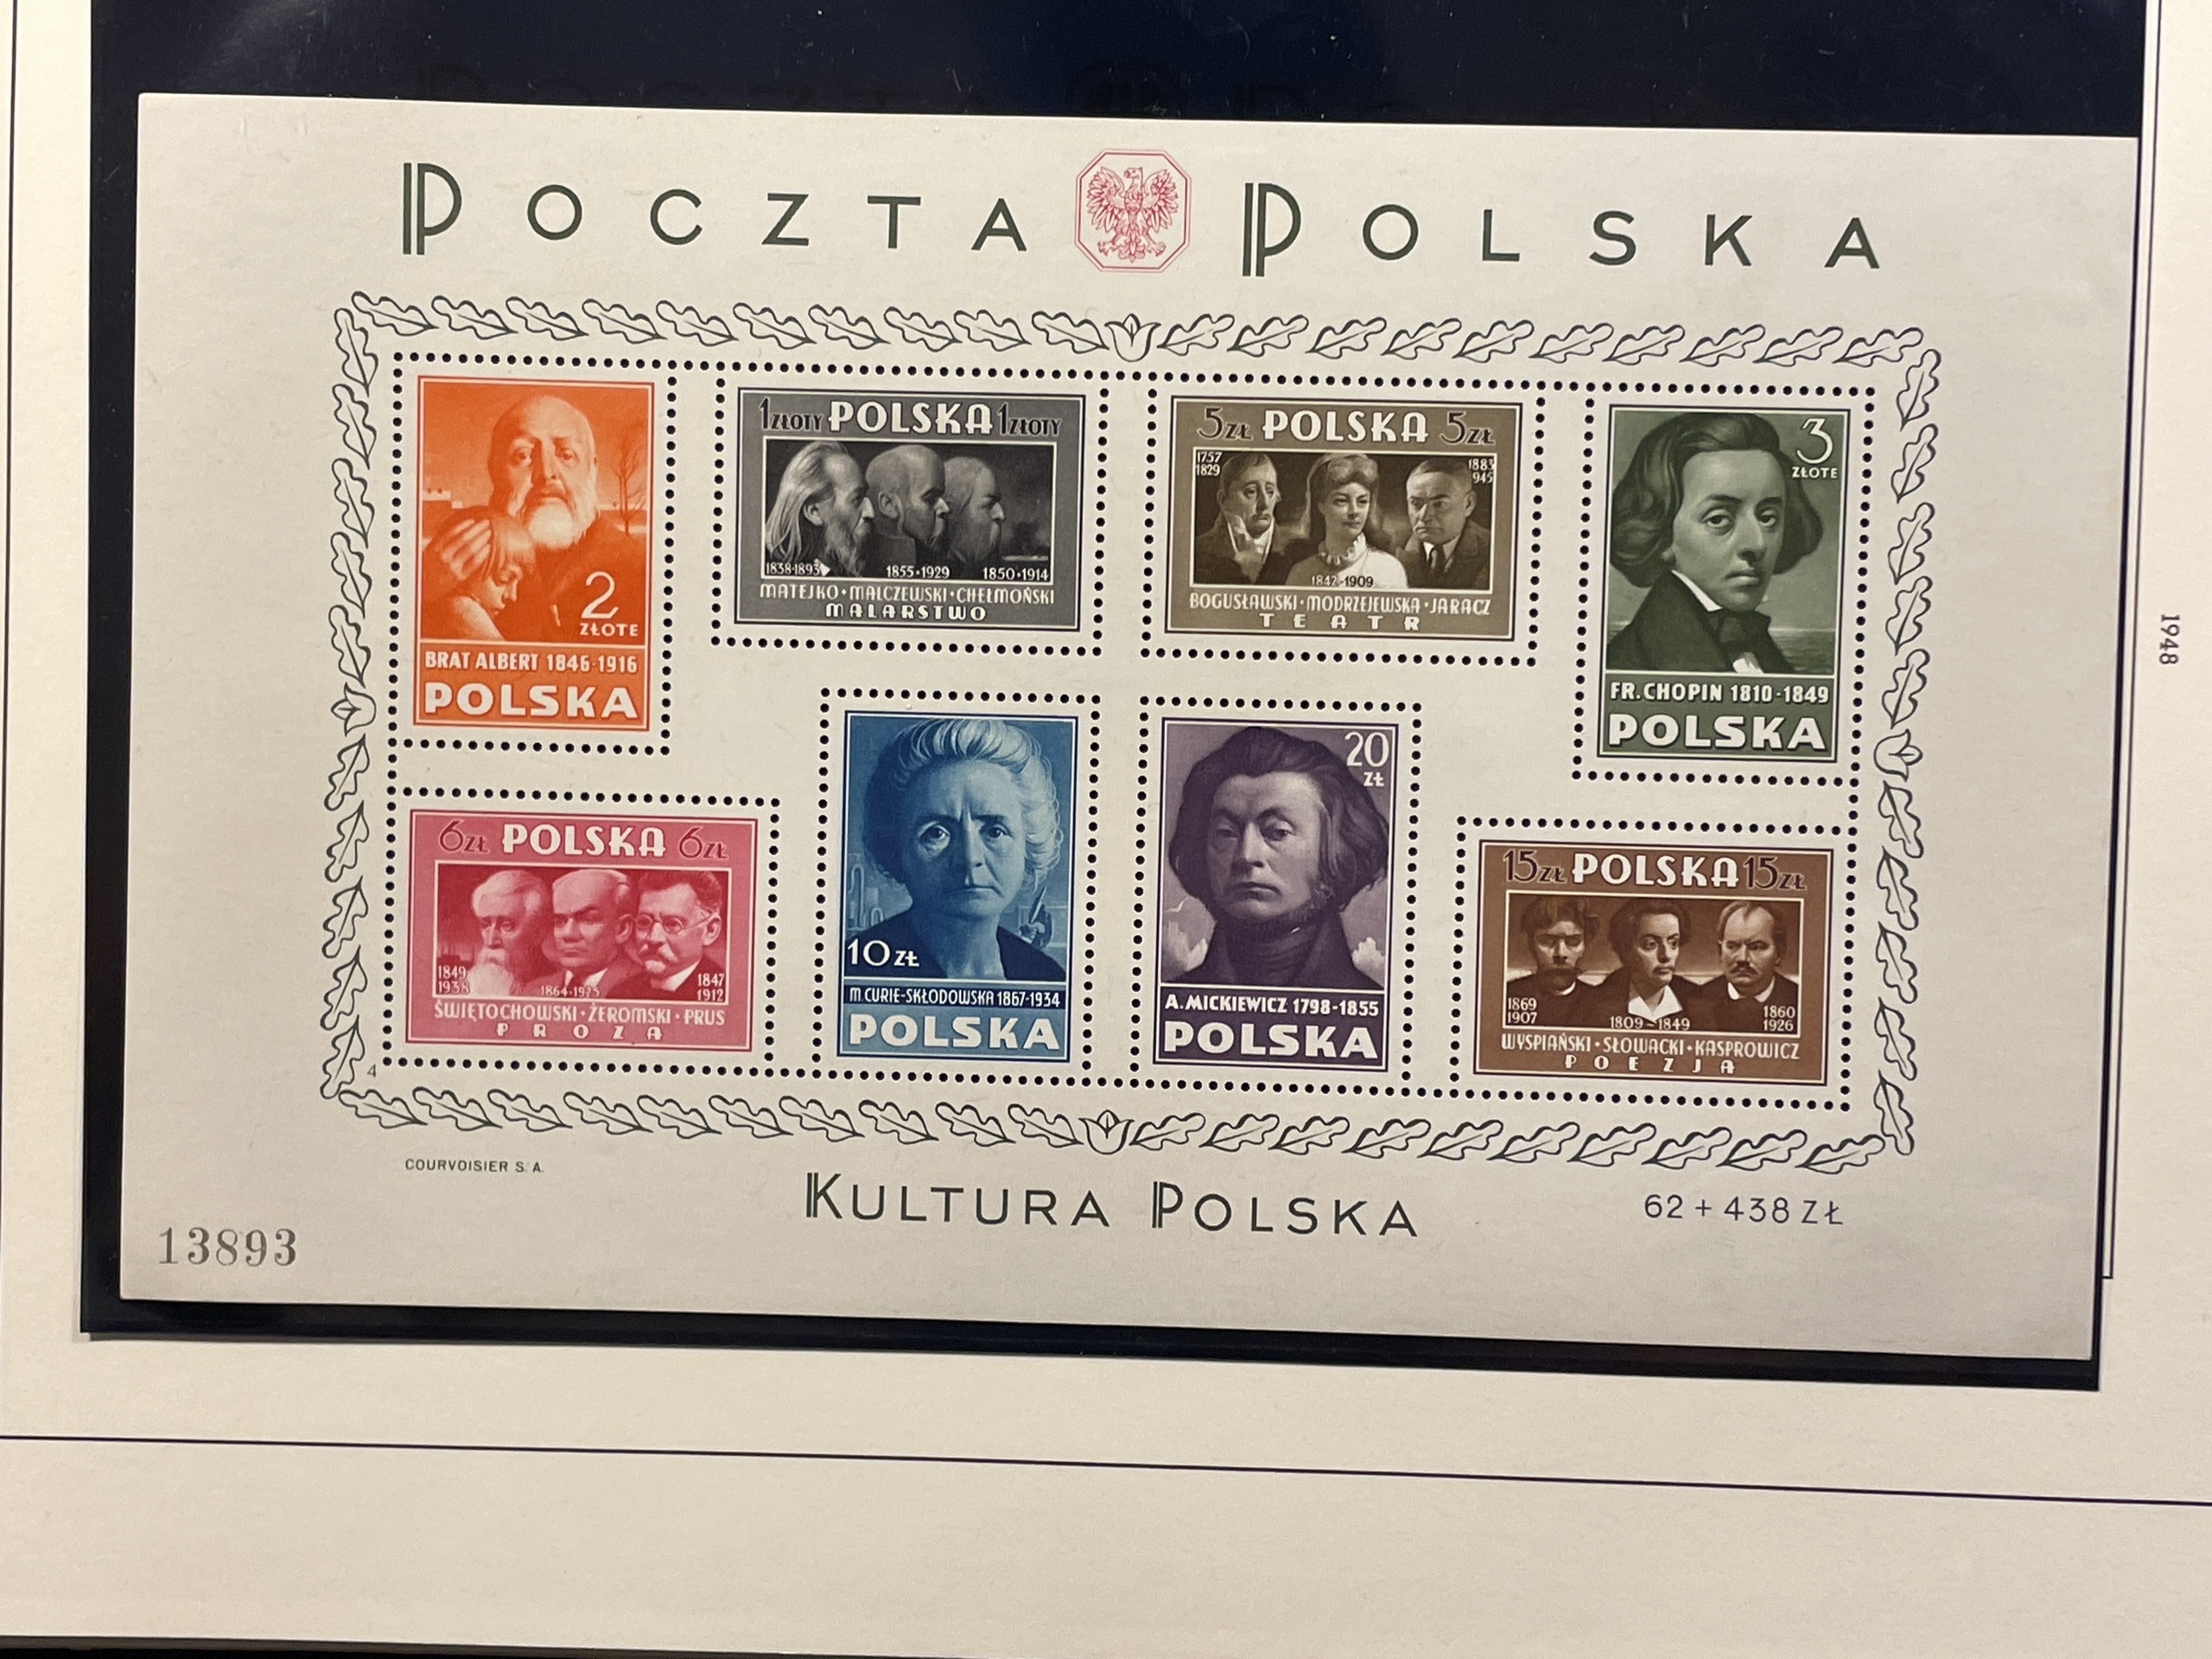 POCZTA POLSKA
2
ZŁOTE
BRAT ALBERT 1846-1916
POLSKA
1 ZŁOTY POLSKA 1 ZŁOTY
1838-1893 1855•1929 1850•1914
MATEJKO•MALCZEWSKI•CHEŁMOŃSKI
MALARSTWO
5 ZŁ POLSKA 5 ZŁ
1757
1829
1883
945
1842-1909
BOGUSŁAWSKI•MODRZEJEWSKA•JARACZ
TEATR
3
ZŁOTE
FR. CHOPIN 1810-1849
POLSKA
6 ZŁ POLSKA 6 ZŁ
1849
1938
1864-1925
1847
1912
ŚWIĘTOCHOWSKI•ŻEROMSKI•PRUS
PROZA
10 ZŁ
M. CURIE-SKŁODOWSKA 1867-1934
POLSKA
20
ZŁ
A. MICKIEWICZ 1798-1855
POLSKA
15 ZŁ POLSKA 15 ZŁ
1869
1907
1809-1849
1860
1926
WYSPIAŃSKI•SŁOWACKI•KASPROWICZ
POEZJA
4
COURVOISIER S. A.
KULTURA POLSKA
62 + 438 ZŁ
13893
1948